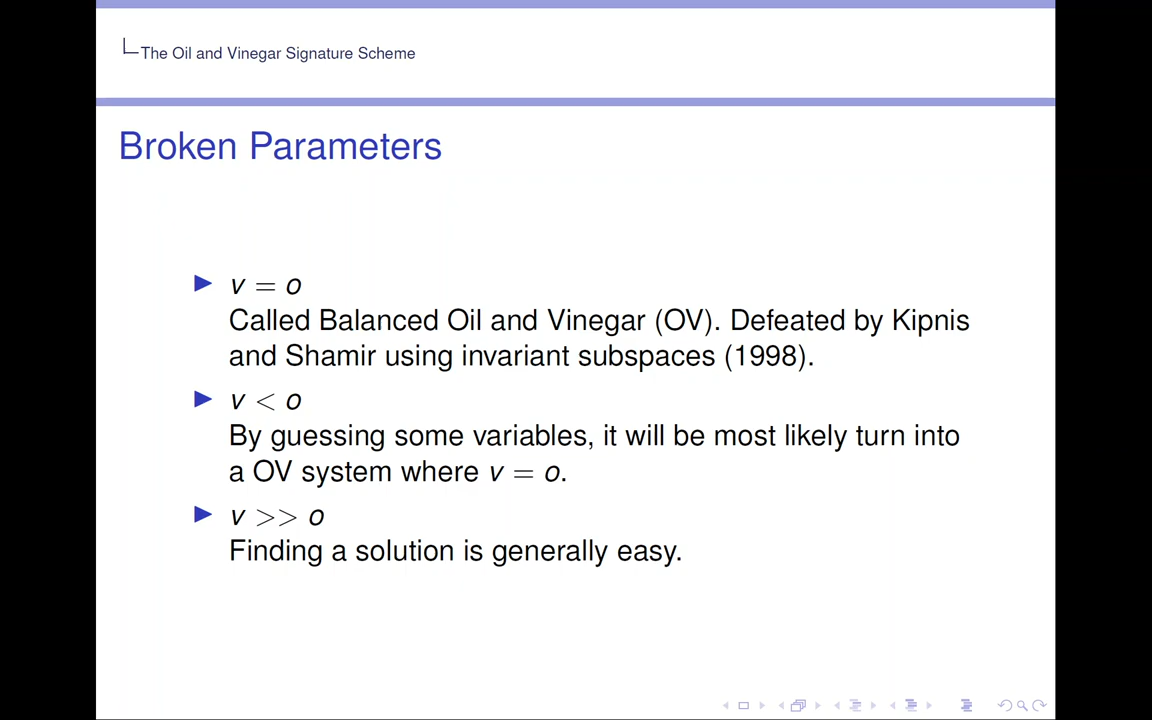 The Oil and Vinegar Signature Scheme
Broken Parameters
v = o
Called Balanced Oil and Vinegar (OV). Defeated by Kipnis
and Shamir using invariant subspaces (1998).
v < o
By guessing some variables, it will be most likely turn into
a OV system where v = o.
v >> o
Finding a solution is generally easy.